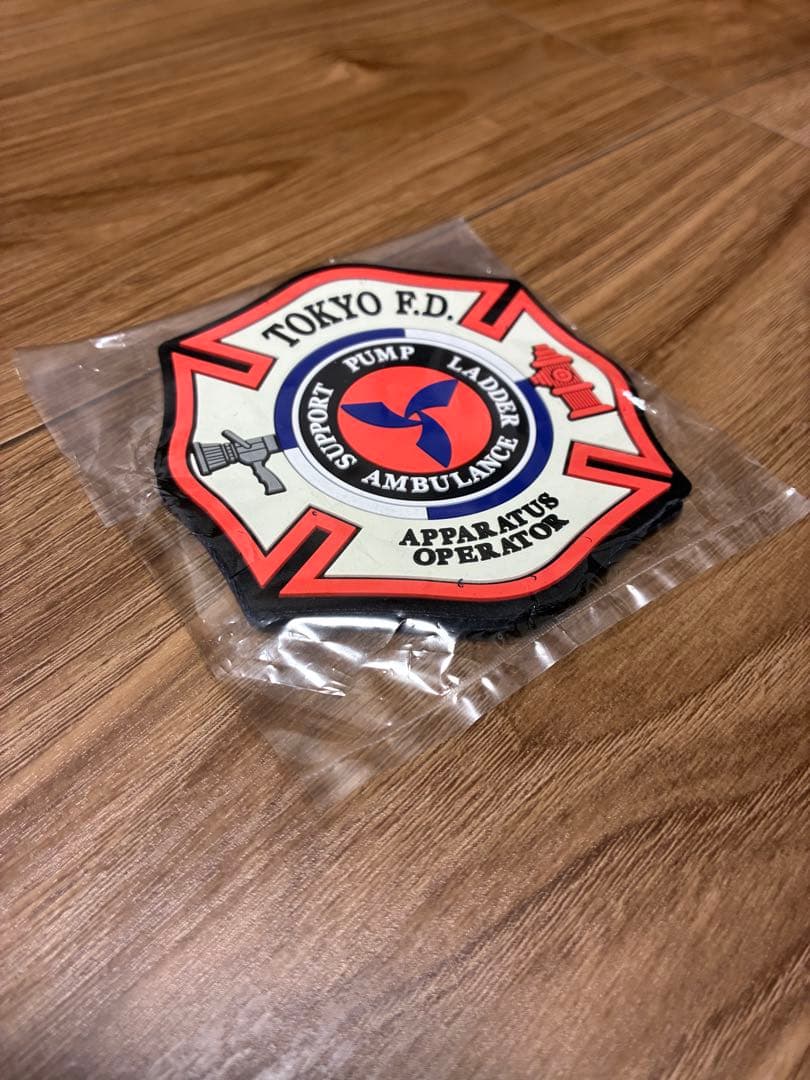 TOKYO F.D.
PUMP LADDER
SUPPORT AMBULANCE
APPARATUS
OPERATOR